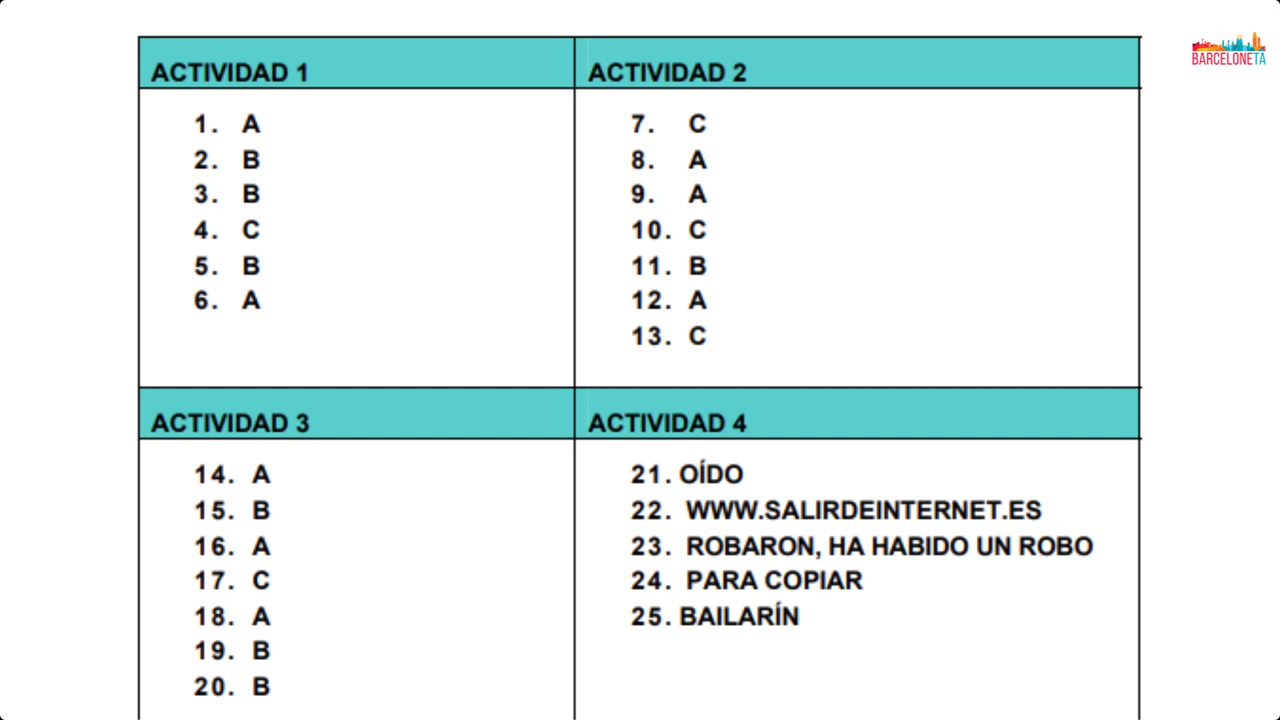 BARCELONETA
ACTIVIDAD 1
1. A
2. B
3. B
4. C
5. B
6. A
ACTIVIDAD 2
7. C
8. A
9. A
10. C
11. B
12. A
13. C
ACTIVIDAD 3
14. A
15. B
16. A
17. C
18. A
19. B
20. B
ACTIVIDAD 4
21. OÍDO
22. WWW.SALIRDEINTERNET.ES
23. ROBARON, HA HABIDO UN ROBO
24. PARA COPIAR
25. BAILARÍN